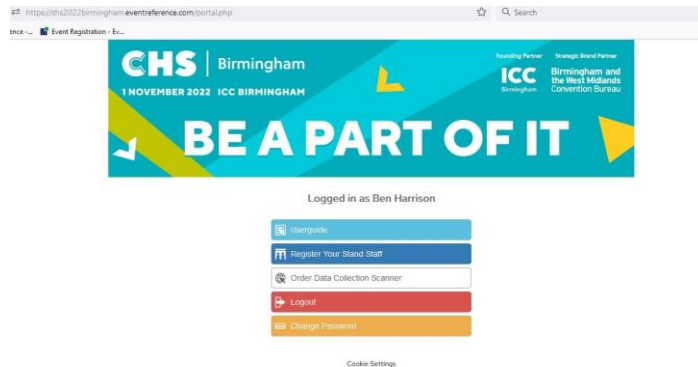 https://chs2022birmingham.eventreference.com/portal.php
Search
ence -... Event Registration - Ev...
CHS | Birmingham
1 NOVEMBER 2022 ICC BIRMINGHAM
Founding Partner
ICC
Birmingham
Strategic Brand Partner
Birmingham and
the West Midlands
Convention Bureau
BE A PART OF IT
Logged in as Ben Harrison
Userguide
Register Your Stand Staff
Order Data Collection Scanner
Logout
Change Password
Cookie Settings